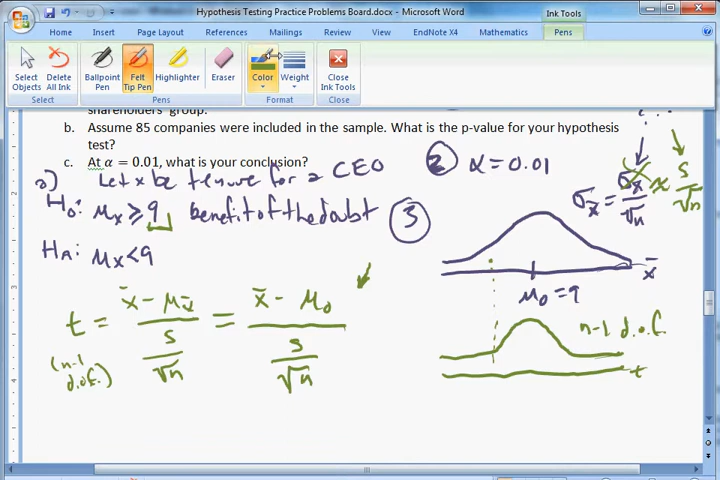 Hypothesis Testing Practice Problems Board.docx - Microsoft Word
Ink Tools
Home Insert Page Layout References Mailings Review View EndNote X4 Mathematics Pens
Select Objects
Delete All Ink
Ballpoint Pen
Felt Tip Pen
Highlighter
Eraser
Color
Weight
Close Ink Tools
Select Pens Format Close
shareholders' group.
b. Assume 85 companies were included in the sample. What is the p-value for your hypothesis
test?
c. At α = 0.01, what is your conclusion?
a) Let x be tenure for a CEO
② α = 0.01
σx̄ = σx/√n ≈ s/√n
H0: μx ≥ 9 benefit of the doubt
③
HA: μx < 9
x̄
μ0 = 9
t = (x̄ − μx̄)/(s/√n) = (x̄ − μ0)/(s/√n)
(n-1 d.o.f.)
n-1 d.o.f.
t